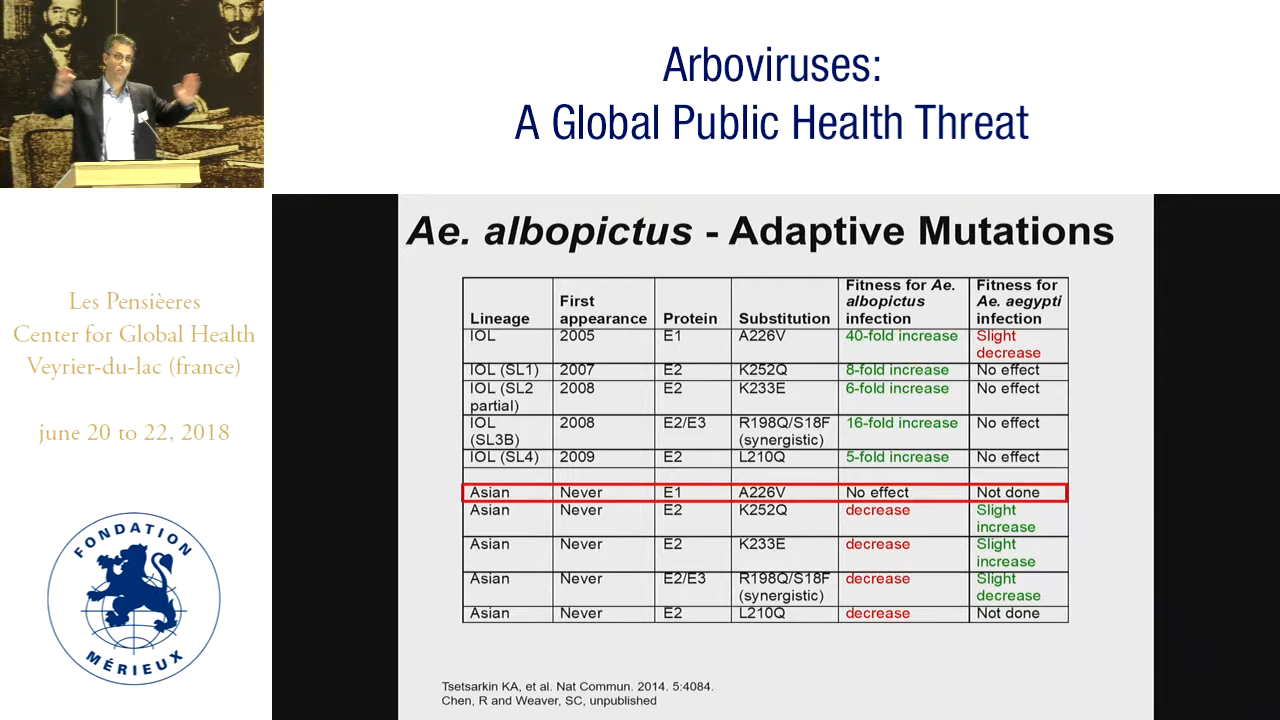 Arboviruses:
A Global Public Health Threat
Les Pensièeres
Center for Global Health
Veyrier-du-lac (france)
june 20 to 22, 2018
FONDATION
MÉRIEUX
Ae. albopictus - Adaptive Mutations
Lineage First appearance Protein Substitution Fitness for Ae. albopictus infection Fitness for Ae. aegypti infection
IOL 2005 E1 A226V 40-fold increase Slight decrease
IOL (SL1) 2007 E2 K252Q 8-fold increase No effect
IOL (SL2 partial) 2008 E2 K233E 6-fold increase No effect
IOL (SL3B) 2008 E2/E3 R198Q/S18F (synergistic) 16-fold increase No effect
IOL (SL4) 2009 E2 L210Q 5-fold increase No effect
Asian Never E1 A226V No effect Not done
Asian Never E2 K252Q decrease Slight increase
Asian Never E2 K233E decrease Slight increase
Asian Never E2/E3 R198Q/S18F (synergistic) decrease Slight decrease
Asian Never E2 L210Q decrease Not done
Tsetsarkin KA, et al. Nat Commun. 2014. 5:4084.
Chen, R and Weaver, SC, unpublished